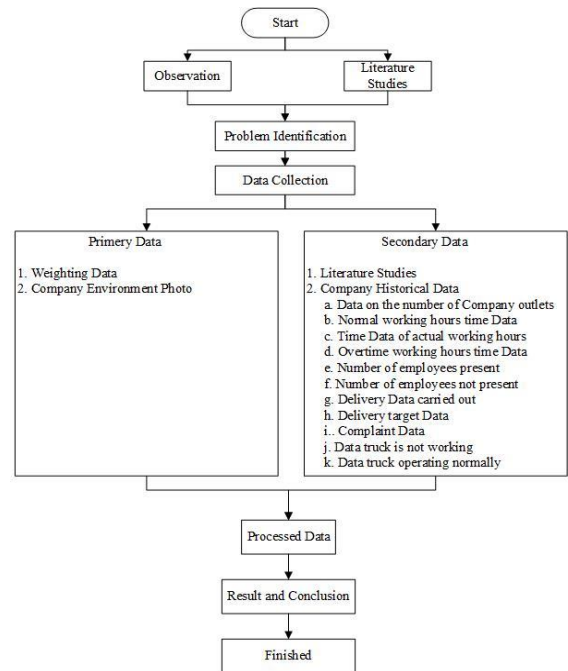 Start
Observation
Literature
Studies
Problem Identification
Data Collection
Primery Data
1. Weighting Data
2. Company Environment Photo
Secondary Data
1. Literature Studies
2. Company Historical Data
a. Data on the number of Company outlets
b. Normal working hours time Data
c. Time Data of actual working hours
d. Overtime working hours time Data
e. Number of employees present
f. Number of employees not present
g. Delivery Data carried out
h. Delivery target Data
i.. Complaint Data
j. Data truck is not working
k. Data truck operating normally
Processed Data
Result and Conclusion
Finished